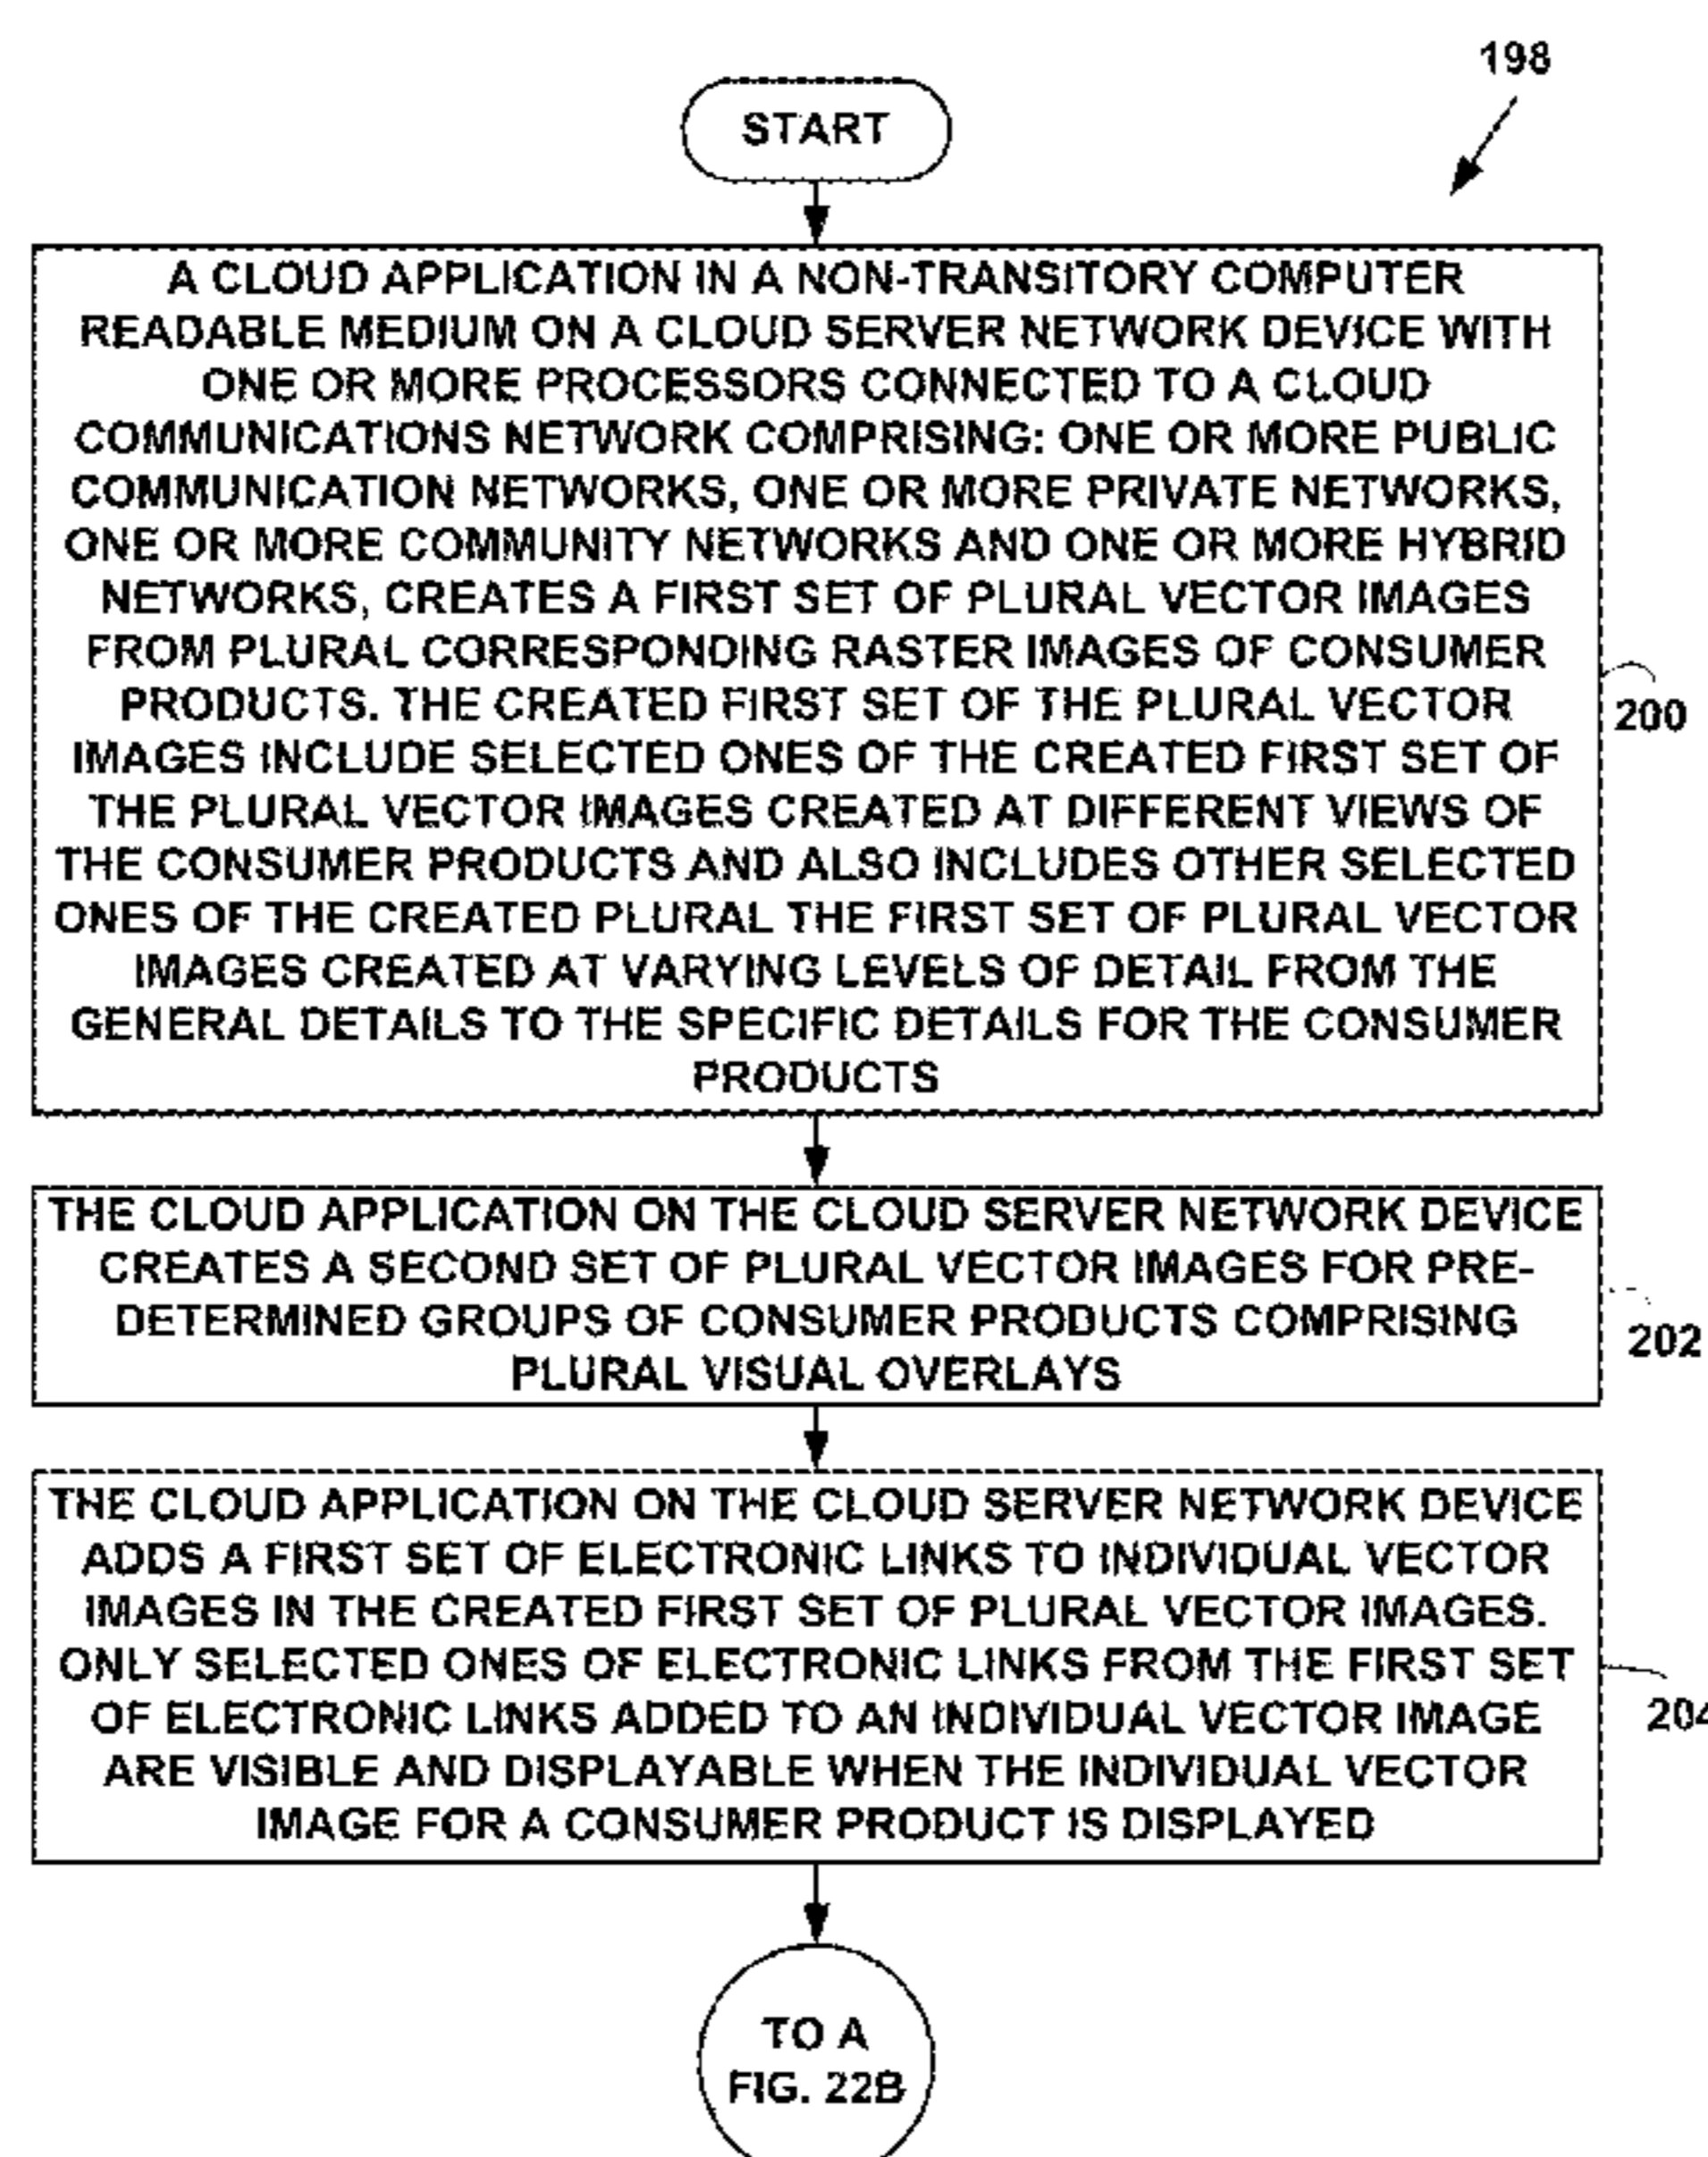 198
START
A CLOUD APPLICATION IN A NON-TRANSITORY COMPUTER
READABLE MEDIUM ON A CLOUD SERVER NETWORK DEVICE WITH
ONE OR MORE PROCESSORS CONNECTED TO A CLOUD
COMMUNICATIONS NETWORK COMPRISING: ONE OR MORE PUBLIC
COMMUNICATION NETWORKS, ONE OR MORE PRIVATE NETWORKS,
ONE OR MORE COMMUNITY NETWORKS AND ONE OR MORE HYBRID
NETWORKS, CREATES A FIRST SET OF PLURAL VECTOR IMAGES
FROM PLURAL CORRESPONDING RASTER IMAGES OF CONSUMER
PRODUCTS. THE CREATED FIRST SET OF THE PLURAL VECTOR
IMAGES INCLUDE SELECTED ONES OF THE CREATED FIRST SET OF
THE PLURAL VECTOR IMAGES CREATED AT DIFFERENT VIEWS OF
THE CONSUMER PRODUCTS AND ALSO INCLUDES OTHER SELECTED
ONES OF THE CREATED PLURAL THE FIRST SET OF PLURAL VECTOR
IMAGES CREATED AT VARYING LEVELS OF DETAIL FROM THE
GENERAL DETAILS TO THE SPECIFIC DETAILS FOR THE CONSUMER
PRODUCTS
200
THE CLOUD APPLICATION ON THE CLOUD SERVER NETWORK DEVICE
CREATES A SECOND SET OF PLURAL VECTOR IMAGES FOR PRE-
DETERMINED GROUPS OF CONSUMER PRODUCTS COMPRISING
PLURAL VISUAL OVERLAYS
202
THE CLOUD APPLICATION ON THE CLOUD SERVER NETWORK DEVICE
ADDS A FIRST SET OF ELECTRONIC LINKS TO INDIVIDUAL VECTOR
IMAGES IN THE CREATED FIRST SET OF PLURAL VECTOR IMAGES.
ONLY SELECTED ONES OF ELECTRONIC LINKS FROM THE FIRST SET
OF ELECTRONIC LINKS ADDED TO AN INDIVIDUAL VECTOR IMAGE
ARE VISIBLE AND DISPLAYABLE WHEN THE INDIVIDUAL VECTOR
IMAGE FOR A CONSUMER PRODUCT IS DISPLAYED
204
TO A
FIG. 22B